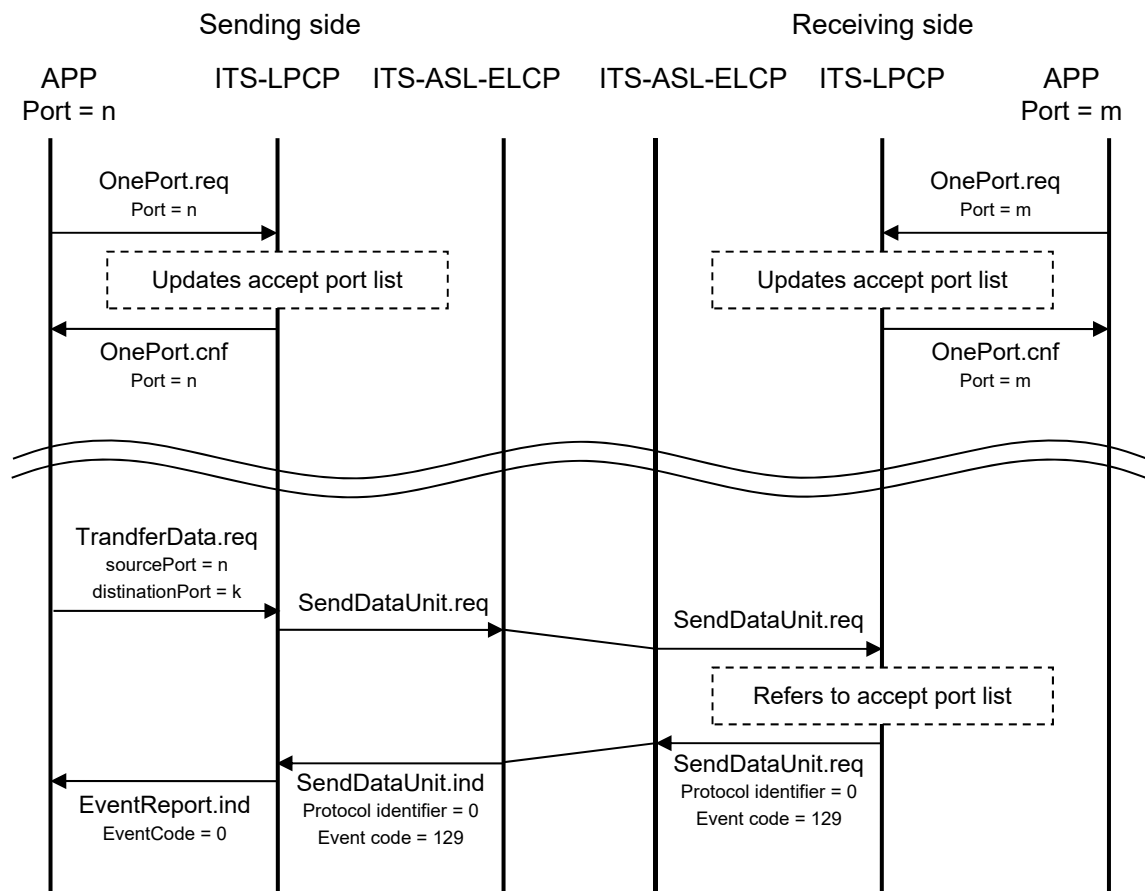 Sending side
Receiving side
APP
Port = n
ITS-LPCP
ITS-ASL-ELCP
ITS-ASL-ELCP
ITS-LPCP
APP
Port = m
OnePort.req
Port = n
OnePort.req
Port = m
Updates accept port list
Updates accept port list
OnePort.cnf
Port = n
OnePort.cnf
Port = m
TrandferData.req
sourcePort = n
distinationPort = k
SendDataUnit.req
SendDataUnit.req
Refers to accept port list
SendDataUnit.req
Protocol identifier = 0
Event code = 129
SendDataUnit.ind
Protocol identifier = 0
Event code = 129
EventReport.ind
EventCode = 0